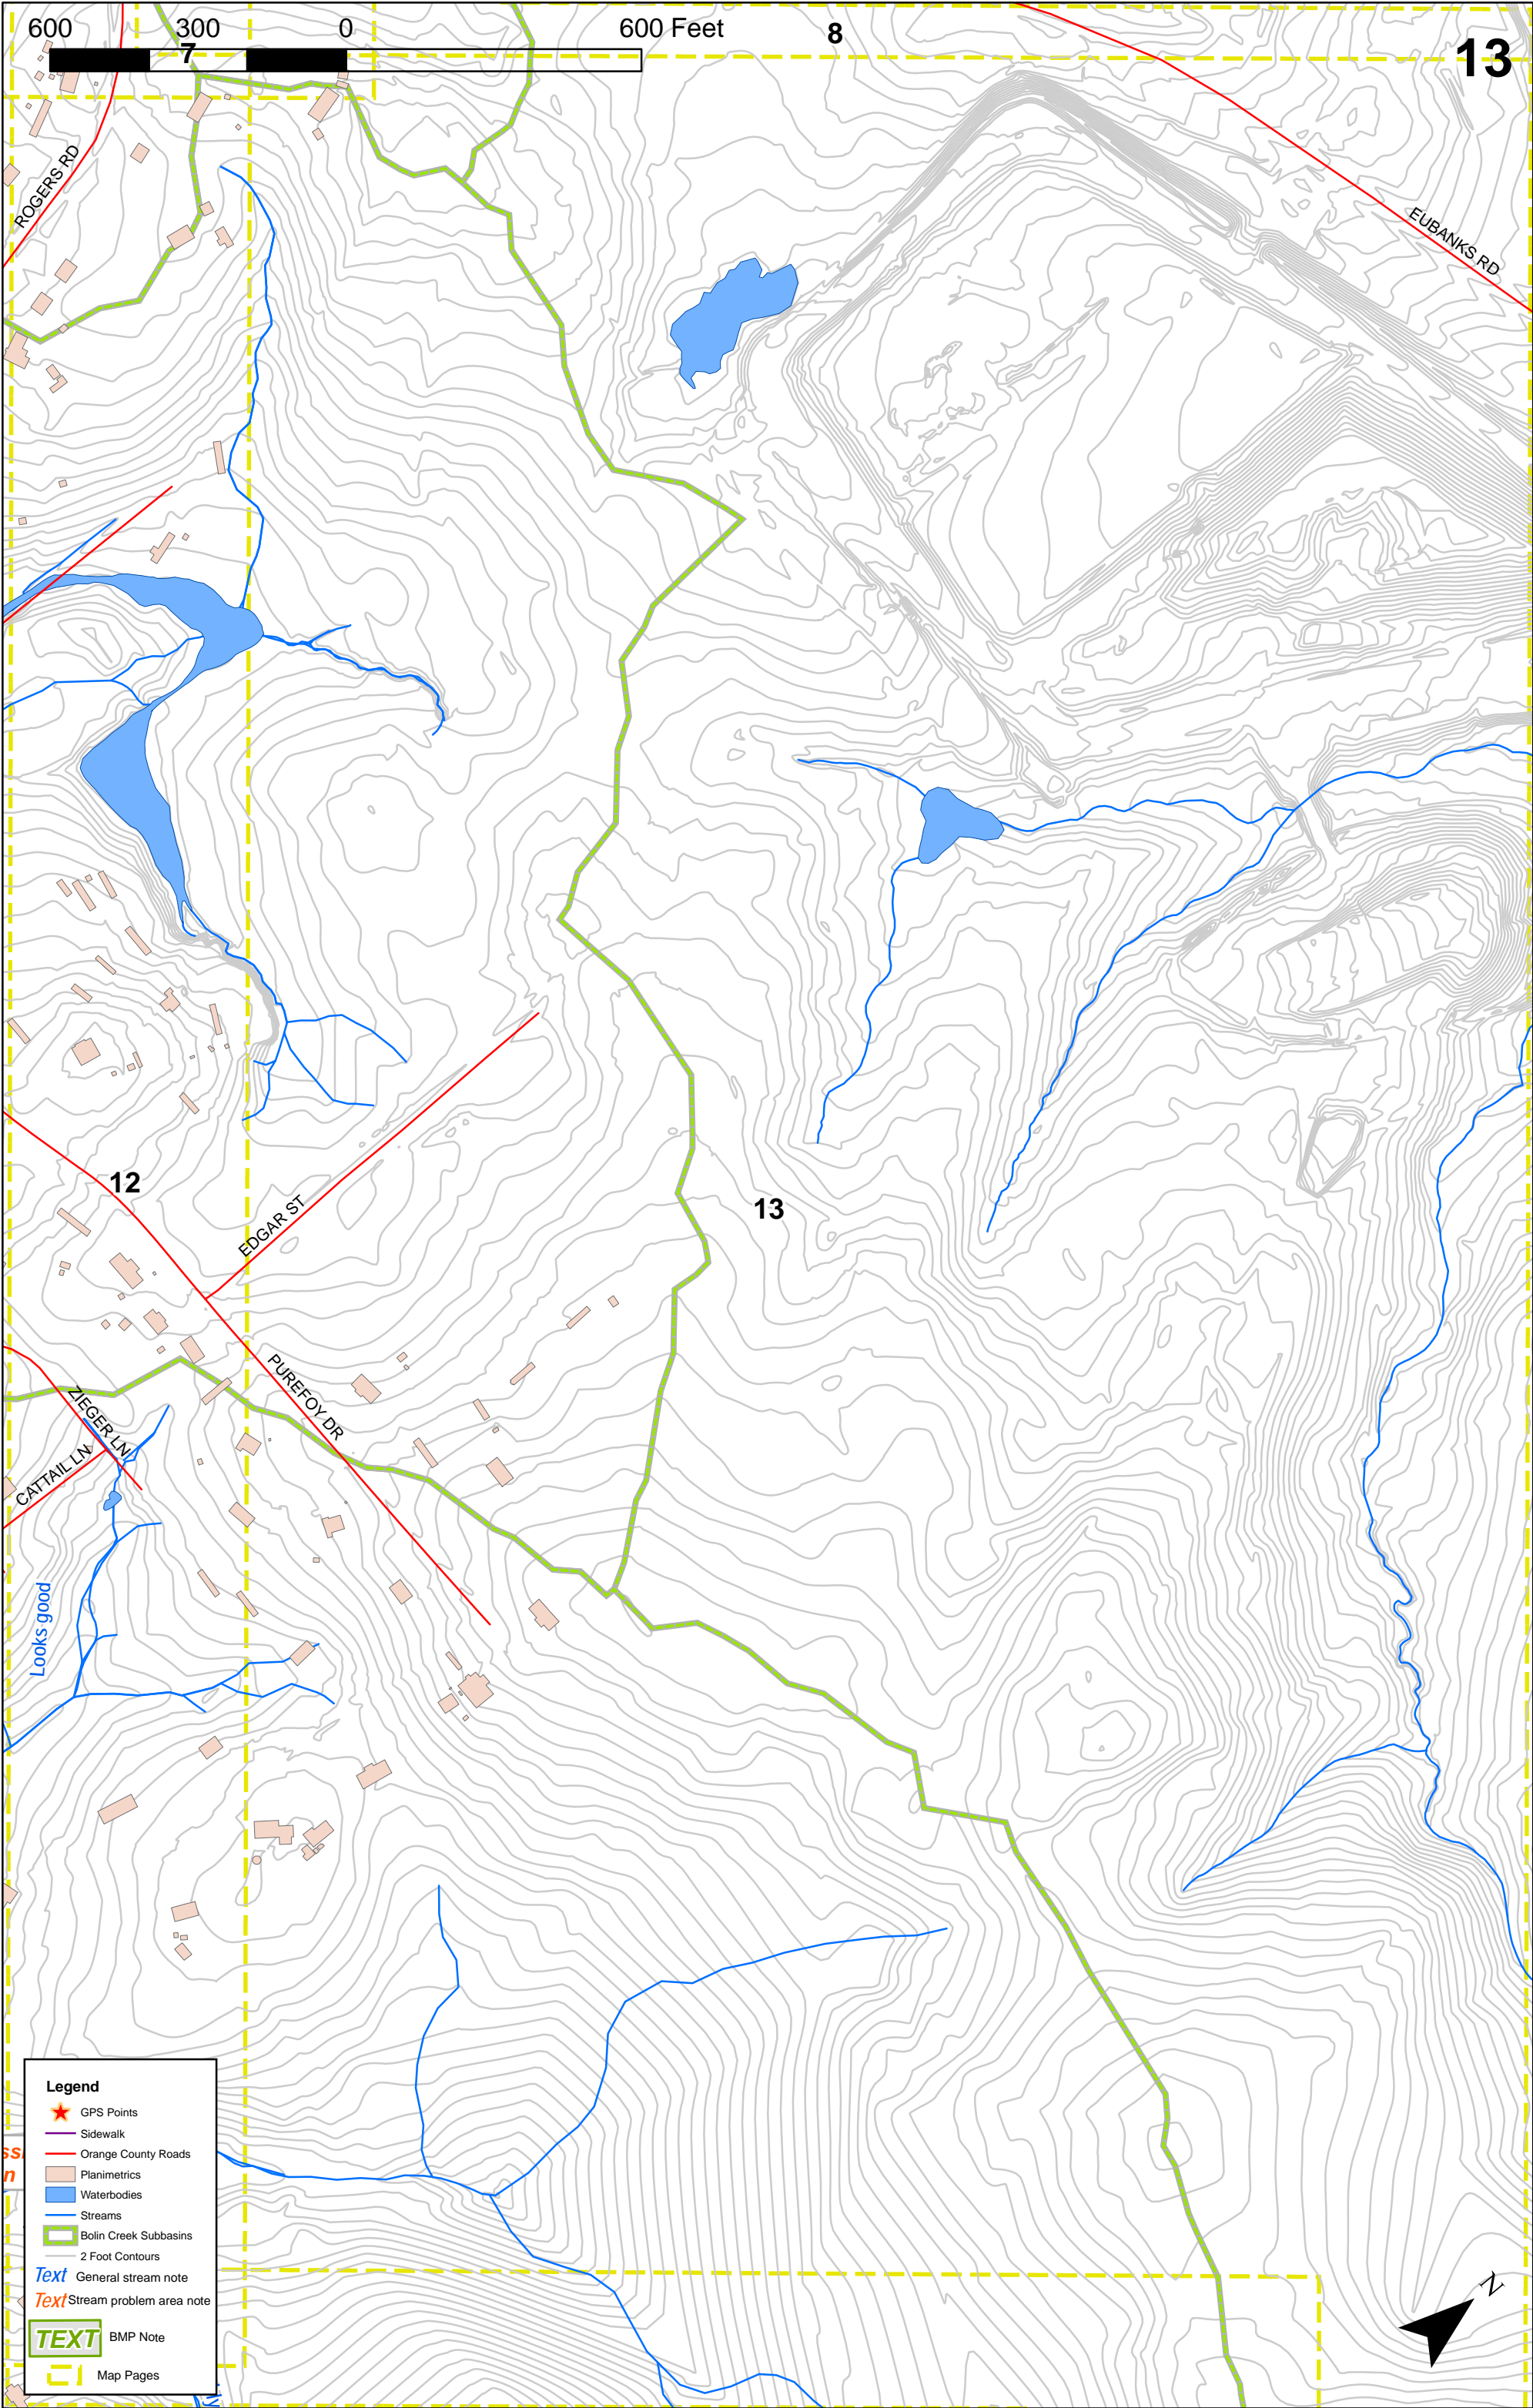 600 300 0 600 Feet
7
8
13
ROGERS RD
EUBANKS RD
12
13
EDGAR ST
PUREFOY DR
ZIEGER LN
CATTAIL LN
Looks good
Legend
GPS Points
Sidewalk
Orange County Roads
Planimetrics
Waterbodies
Streams
Bolin Creek Subbasins
2 Foot Contours
Text General stream note
Text Stream problem area note
TEXT BMP Note
Map Pages
N